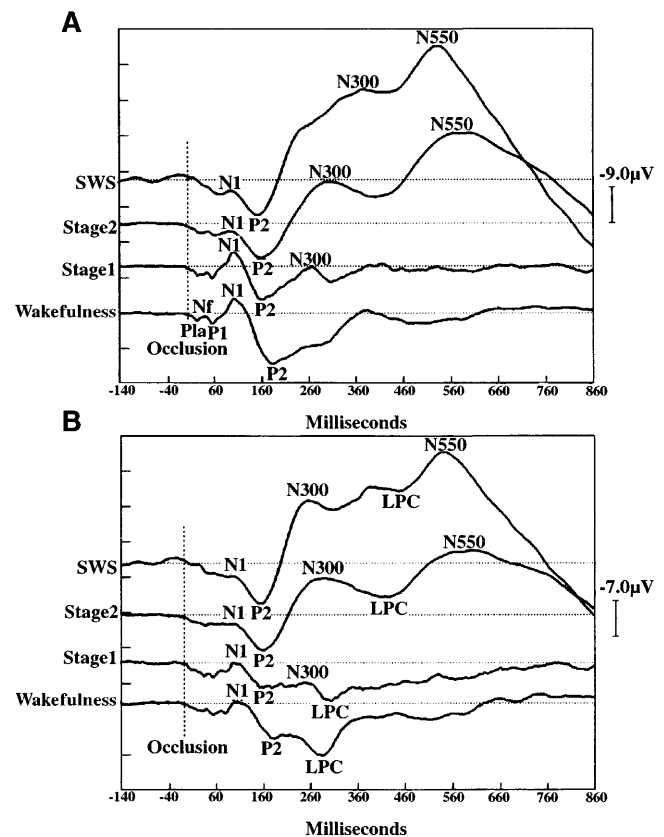 A
N550
N300
N550
-9.0µV
SWS
N1
N300
Stage2
N1 P2
N1
P2
N300
Stage1
N1
P2
Wakefulness
Nf
P1a P1
Occlusion
P2
-140 -40 60 160 260 360 460 560 660 760 860
Milliseconds
B
N550
N300
LPC
SWS
N1
N300
N550
-7.0µV
P2
LPC
Stage2
N1
P2
Stage1
N1
N300
P2
LPC
Wakefulness
N1
Occlusion
P2
LPC
-140 -40 60 160 260 360 460 560 660 760 860
Milliseconds